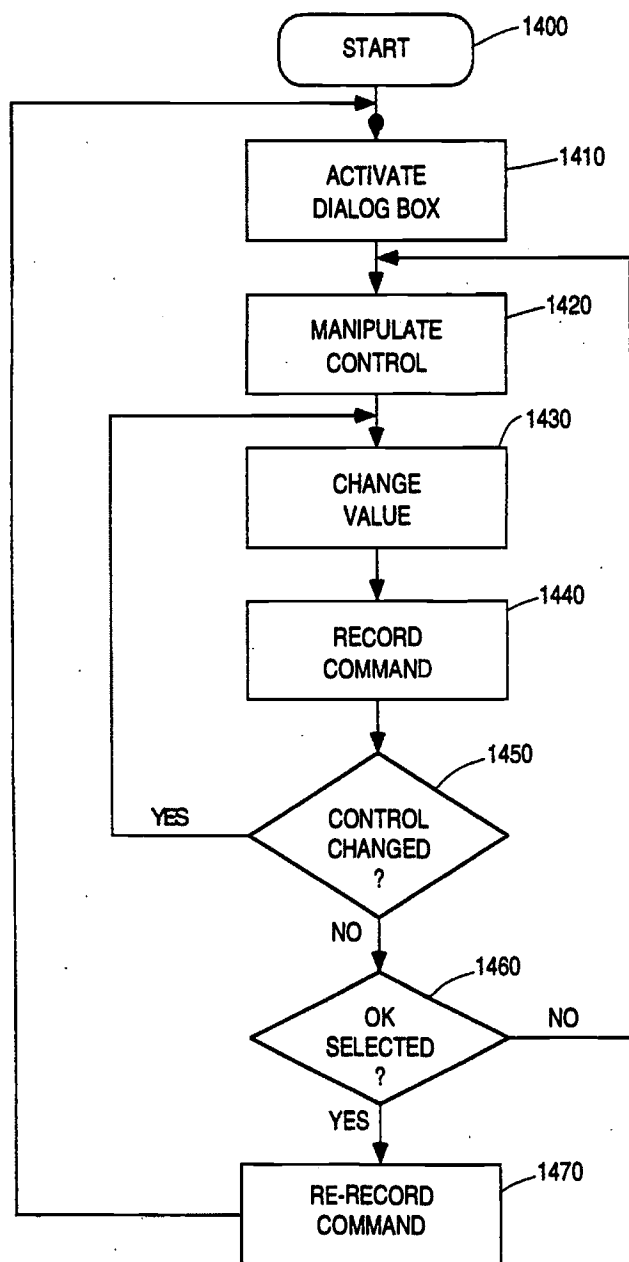 START
1400
ACTIVATE
DIALOG BOX
1410
MANIPULATE
CONTROL
1420
CHANGE
VALUE
1430
RECORD
COMMAND
1440
CONTROL
CHANGED
?
1450
YES
NO
OK
SELECTED
?
1460
NO
YES
RE-RECORD
COMMAND
1470